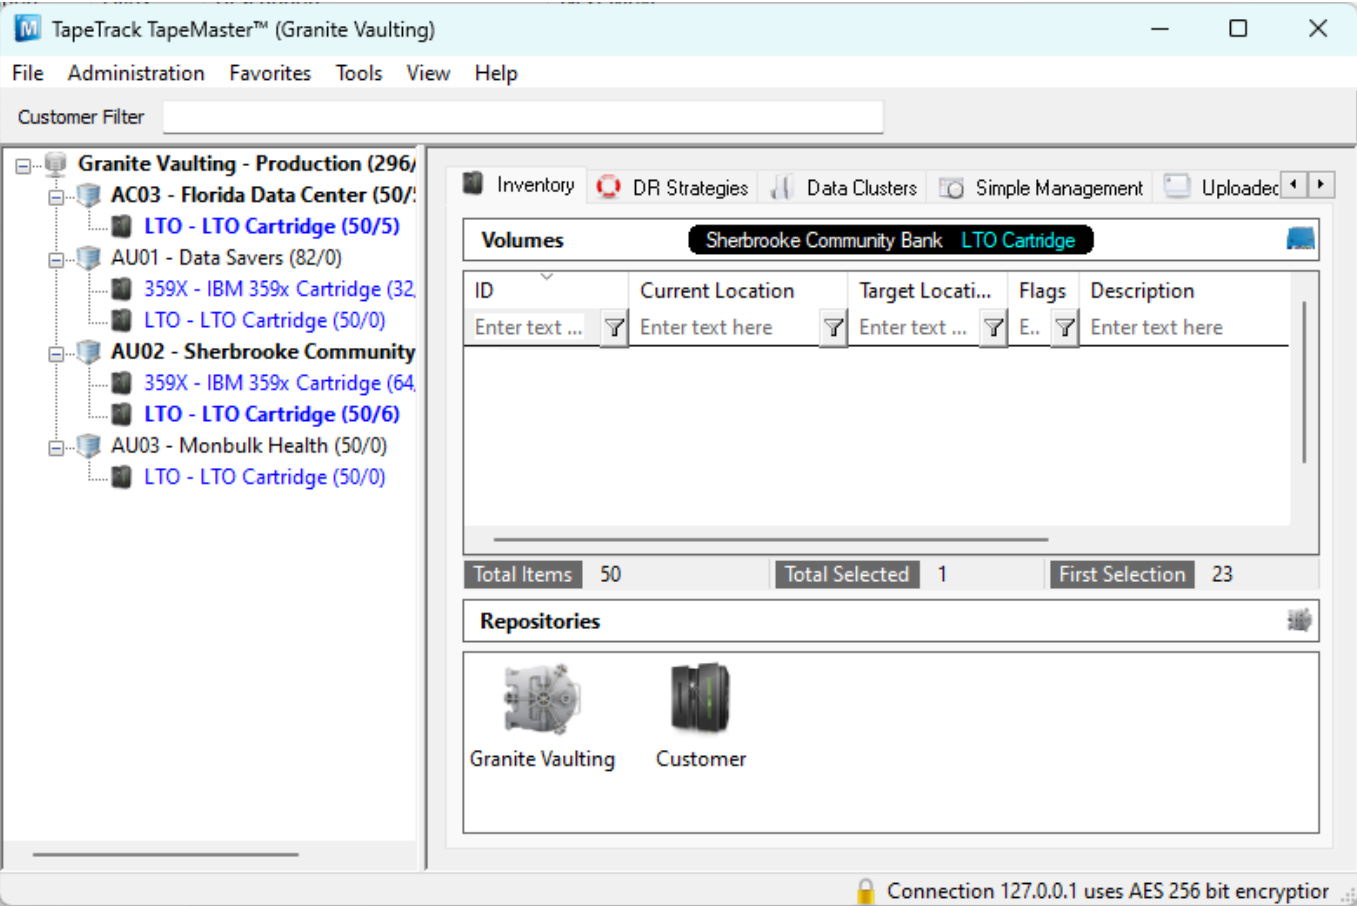 TapeTrack TapeMaster™ (Granite Vaulting)
File Administration Favorites Tools View Help
Customer Filter
Granite Vaulting - Production (296/
AC03 - Florida Data Center (50/
LTO - LTO Cartridge (50/5)
AU01 - Data Savers (82/0)
359X - IBM 359x Cartridge (32,
LTO - LTO Cartridge (50/0)
AU02 - Sherbrooke Community
359X - IBM 359x Cartridge (64,
LTO - LTO Cartridge (50/6)
AU03 - Monbulk Health (50/0)
LTO - LTO Cartridge (50/0)
Inventory DR Strategies Data Clusters Simple Management Uploaded
Volumes Sherbrooke Community Bank LTO Cartridge
ID Current Location Target Locati... Flags Description
Enter text ... Enter text here Enter text ... E.. Enter text here
Total Items 50 Total Selected 1 First Selection 23
Repositories
Granite Vaulting Customer
Connection 127.0.0.1 uses AES 256 bit encryption